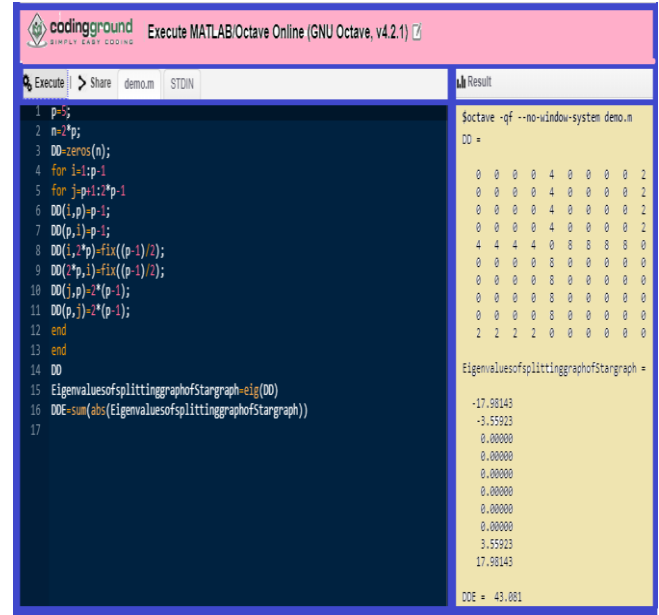 codingground
SIMPLY EASY CODING
Execute MATLAB/Octave Online (GNU Octave, v4.2.1)
Execute | Share demo.m STDIN
Result
1 p=5;
2 n=2*p;
3 DD=zeros(n);
4 for i=1:p-1
5 for j=p+1:2*p-1
6 DD(i,p)=p-1;
7 DD(p,i)=p-1;
8 DD(i,2*p)=fix((p-1)/2);
9 DD(2*p,i)=fix((p-1)/2);
10 DD(j,p)=2*(p-1);
11 DD(p,j)=2*(p-1);
12 end
13 end
14 DD
15 EigenvaluesofsplittinggraphofStargraph=eig(DD)
16 DDE=sum(abs(EigenvaluesofsplittinggraphofStargraph))
17
$octave -qf --no-window-system demo.m
DD =
0 0 0 0 4 0 0 0 0 2
0 0 0 0 4 0 0 0 0 2
0 0 0 0 4 0 0 0 0 2
0 0 0 0 4 0 0 0 0 2
4 4 4 4 0 8 8 8 8 0
0 0 0 0 8 0 0 0 0 0
0 0 0 0 8 0 0 0 0 0
0 0 0 0 8 0 0 0 0 0
0 0 0 0 8 0 0 0 0 0
2 2 2 2 0 0 0 0 0 0
EigenvaluesofsplittinggraphofStargraph =
-17.98143
-3.55923
0.00000
0.00000
0.00000
0.00000
0.00000
0.00000
3.55923
17.98143
DDE = 43.081